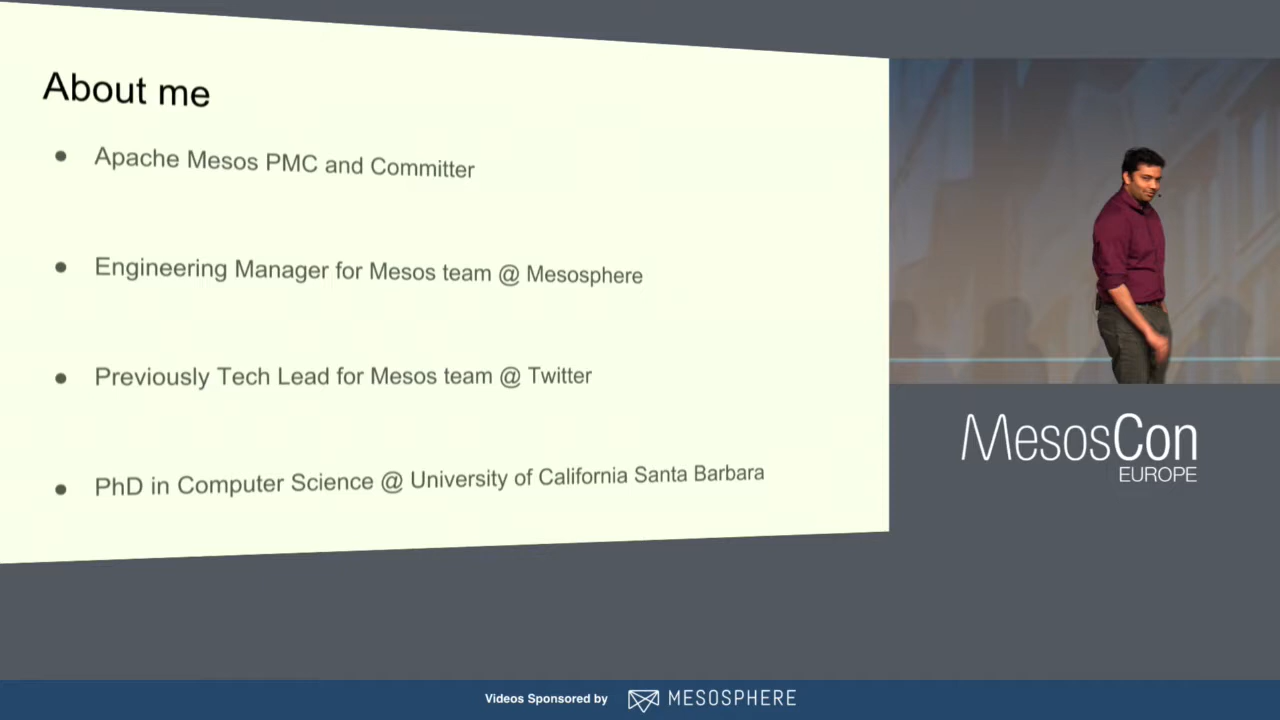 About me
● Apache Mesos PMC and Committer
● Engineering Manager for Mesos team @ Mesosphere
● Previously Tech Lead for Mesos team @ Twitter
● PhD in Computer Science @ University of California Santa Barbara
MesosCon
EUROPE
Videos Sponsored by MESOSPHERE